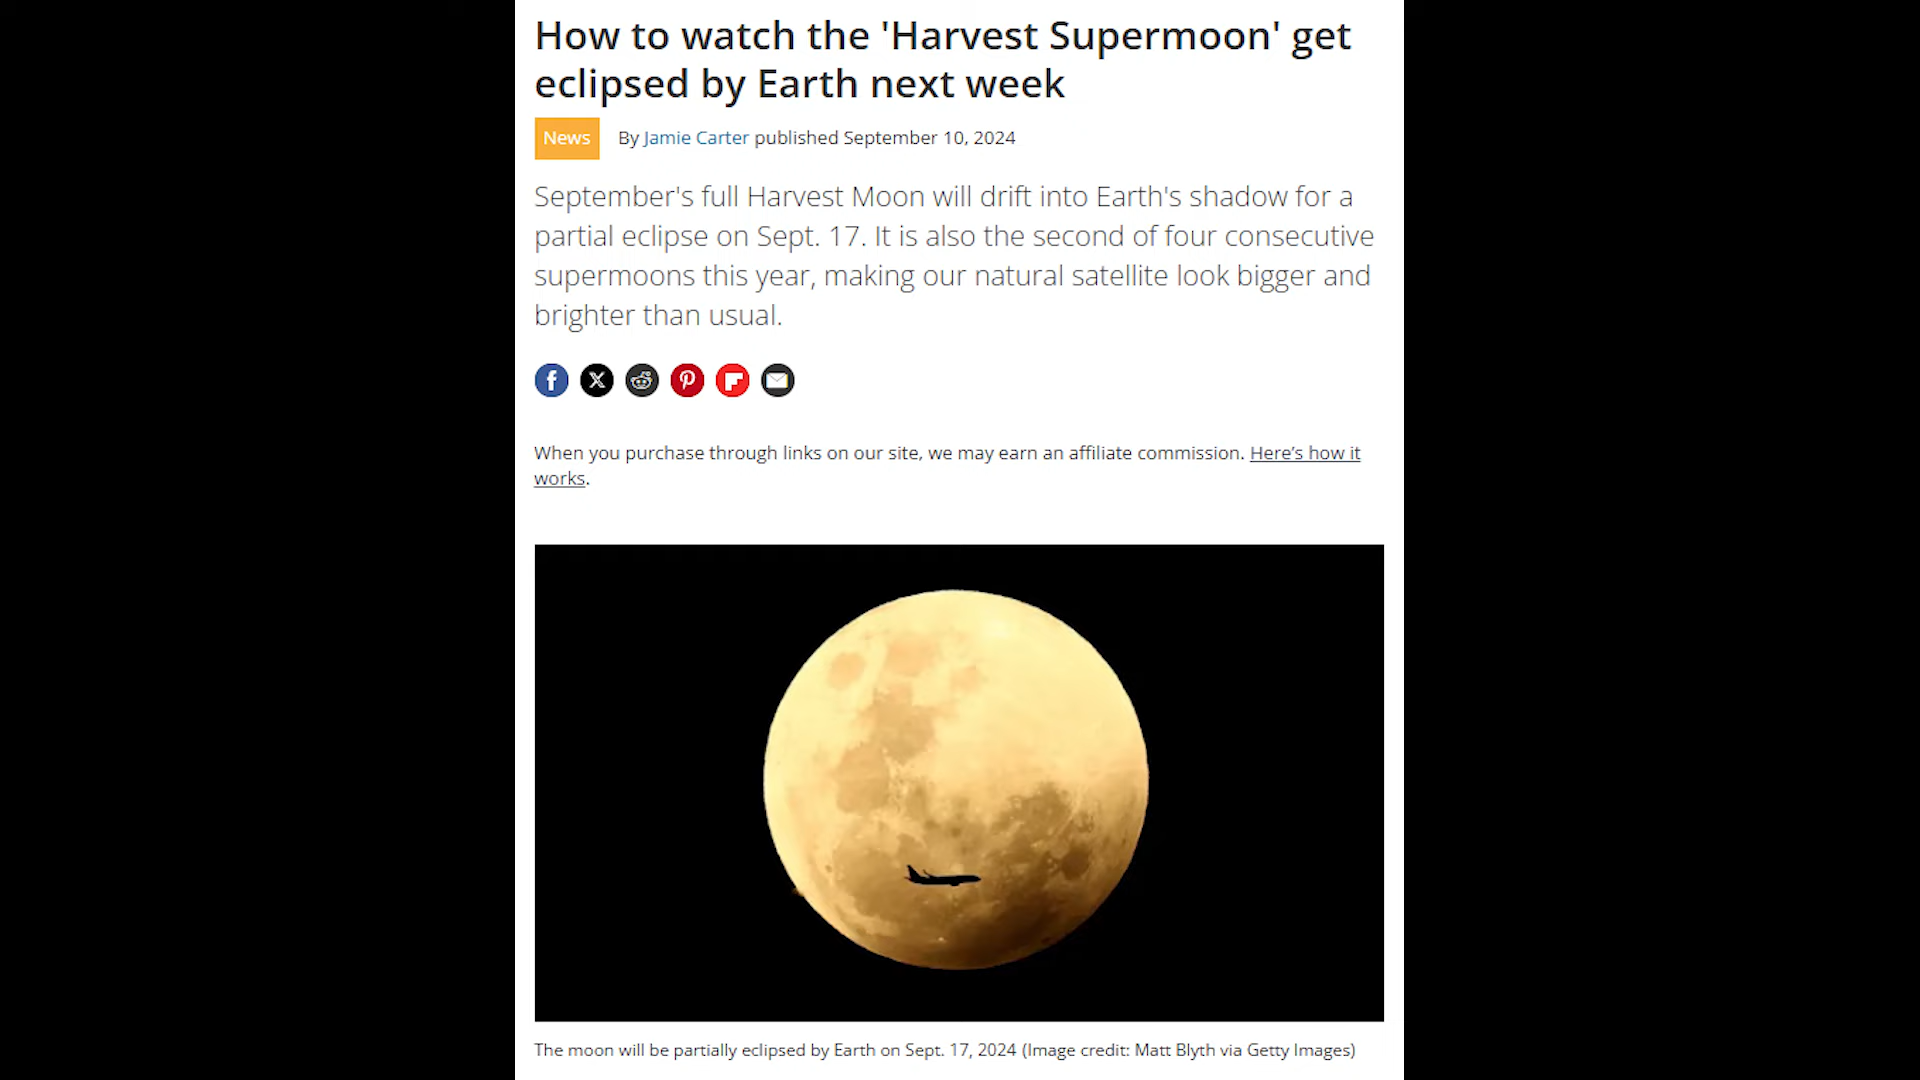 How to watch the 'Harvest Supermoon' get
eclipsed by Earth next week
News By Jamie Carter published September 10, 2024
September's full Harvest Moon will drift into Earth's shadow for a
partial eclipse on Sept. 17. It is also the second of four consecutive
supermoons this year, making our natural satellite look bigger and
brighter than usual.
When you purchase through links on our site, we may earn an affiliate commission. Here’s how it
works.
The moon will be partially eclipsed by Earth on Sept. 17, 2024 (Image credit: Matt Blyth via Getty Images)